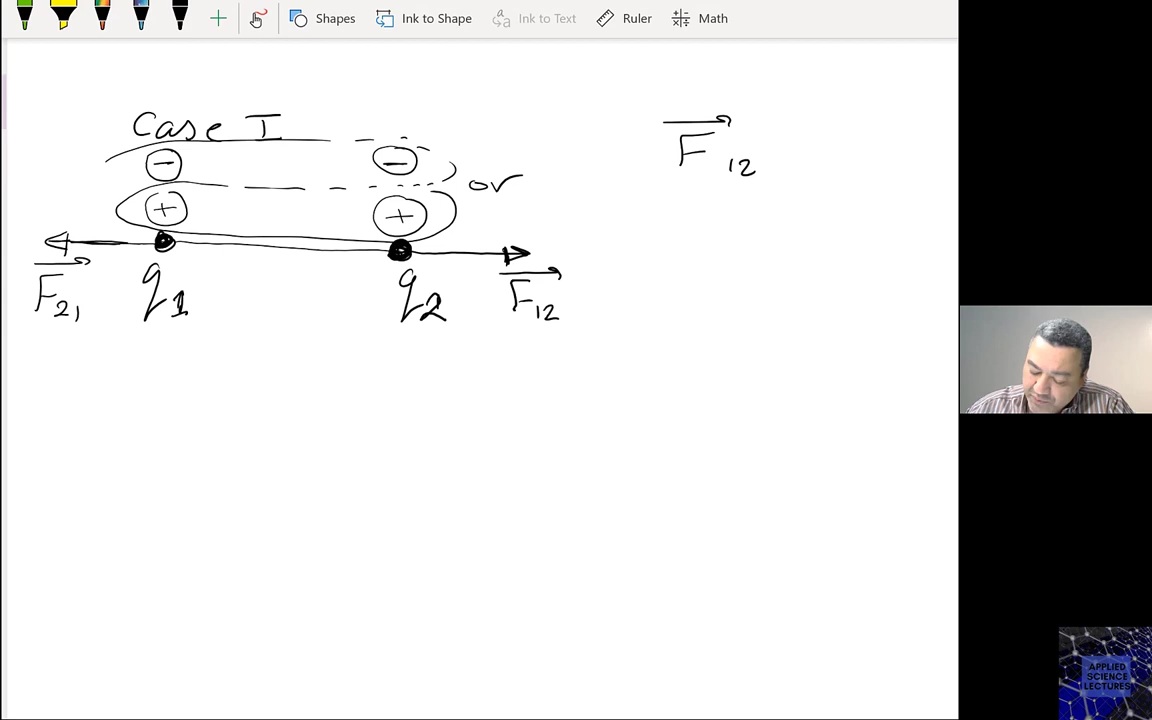 Shapes Ink to Shape Ink to Text Ruler Math
Case I
− −
or
+ +
F₂₁ q₁ q₂ F₁₂
F₁₂
APPLIED
SCIENCE
LECTURES